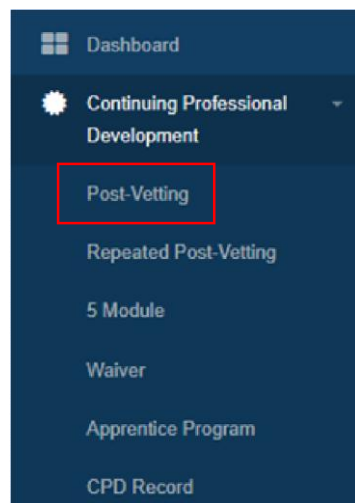 Dashboard
Continuing Professional
Development
Post-Vetting
Repeated Post-Vetting
5 Module
Waiver
Apprentice Program
CPD Record